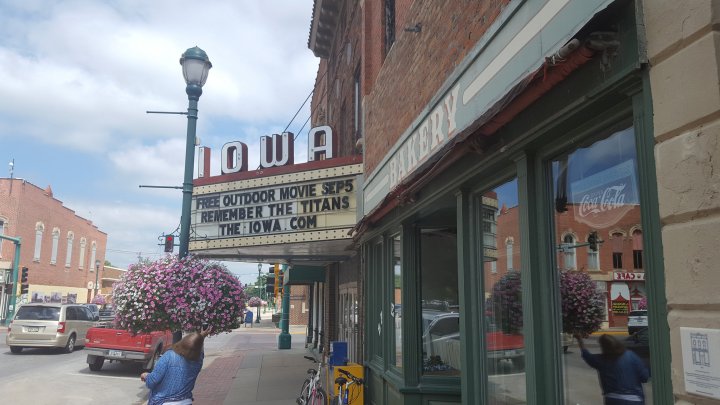 IOWA
FREE OUTDOOR MOVIE SEP5
REMEMBER THE TITANS
THE-IOWA.COM
BAKERY
Coca-Cola